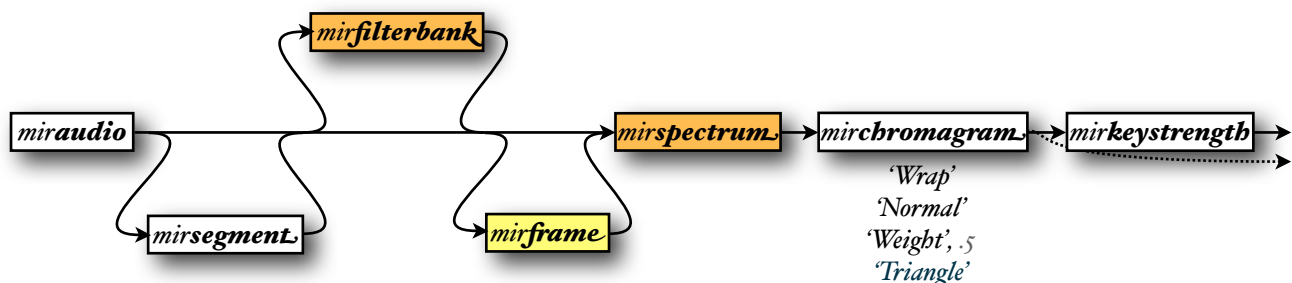 mirfilterbank
miraudio
mirspectrum
mirchromagram
mirkeystrength
‘Wrap’
‘Normal’
‘Weight’, .5
‘Triangle’
mirsegment
mirframe